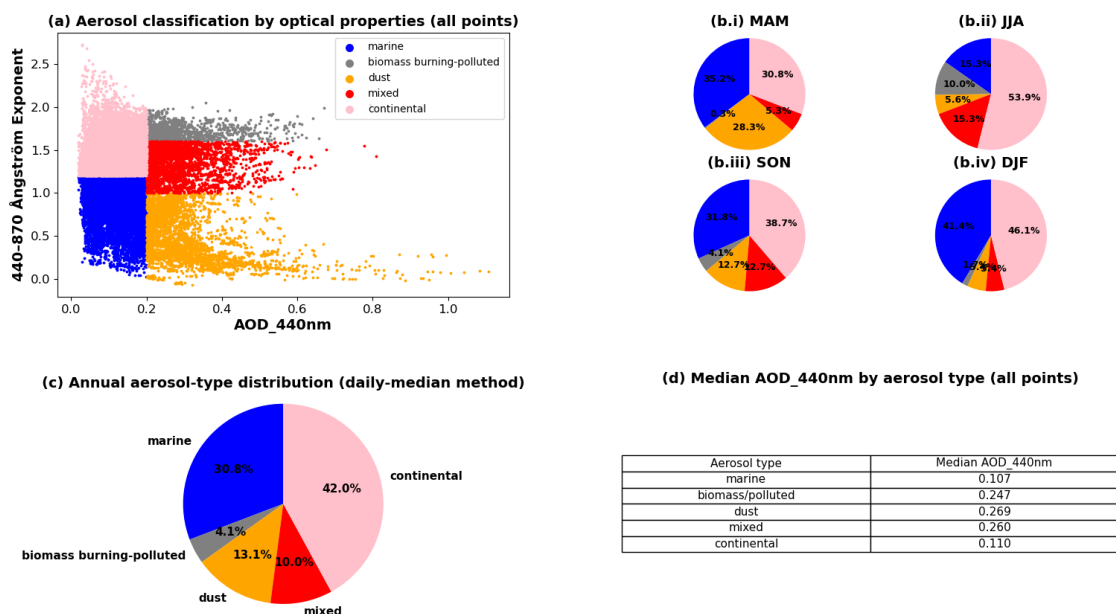 (a) Aerosol classification by optical properties (all points)
440–870 Ångström Exponent
2.5
2.0
1.5
1.0
0.5
0.0
0.0
0.2
0.4
0.6
0.8
1.0
AOD_440nm
marine
biomass burning-polluted
dust
mixed
continental
(b.i) MAM
35.2%
30.8%
0.3%
5.3%
28.3%
(b.ii) JJA
15.3%
10.0%
5.6%
15.3%
53.9%
(b.iii) SON
31.8%
38.7%
4.1%
12.7%
12.7%
(b.iv) DJF
41.4%
46.1%
(c) Annual aerosol-type distribution (daily-median method)
marine
30.8%
continental
42.0%
biomass burning-polluted
4.1%
13.1%
10.0%
dust
mixed
(d) Median AOD_440nm by aerosol type (all points)
Aerosol type Median AOD_440nm
marine 0.107
biomass/polluted 0.247
dust 0.269
mixed 0.260
continental 0.110